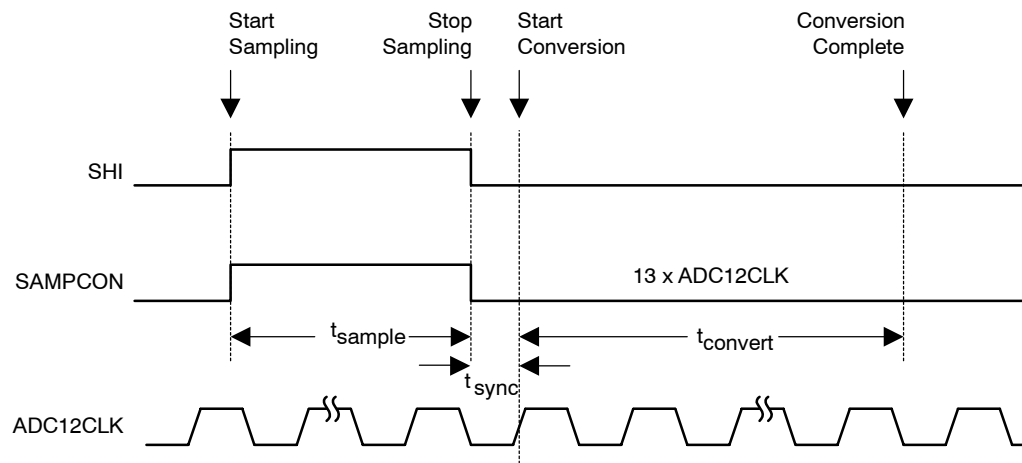 Start
Sampling
Stop
Sampling
Start
Conversion
Conversion
Complete
SHI
SAMPCON
13 x ADC12CLK
tsample
tconvert
tsync
ADC12CLK